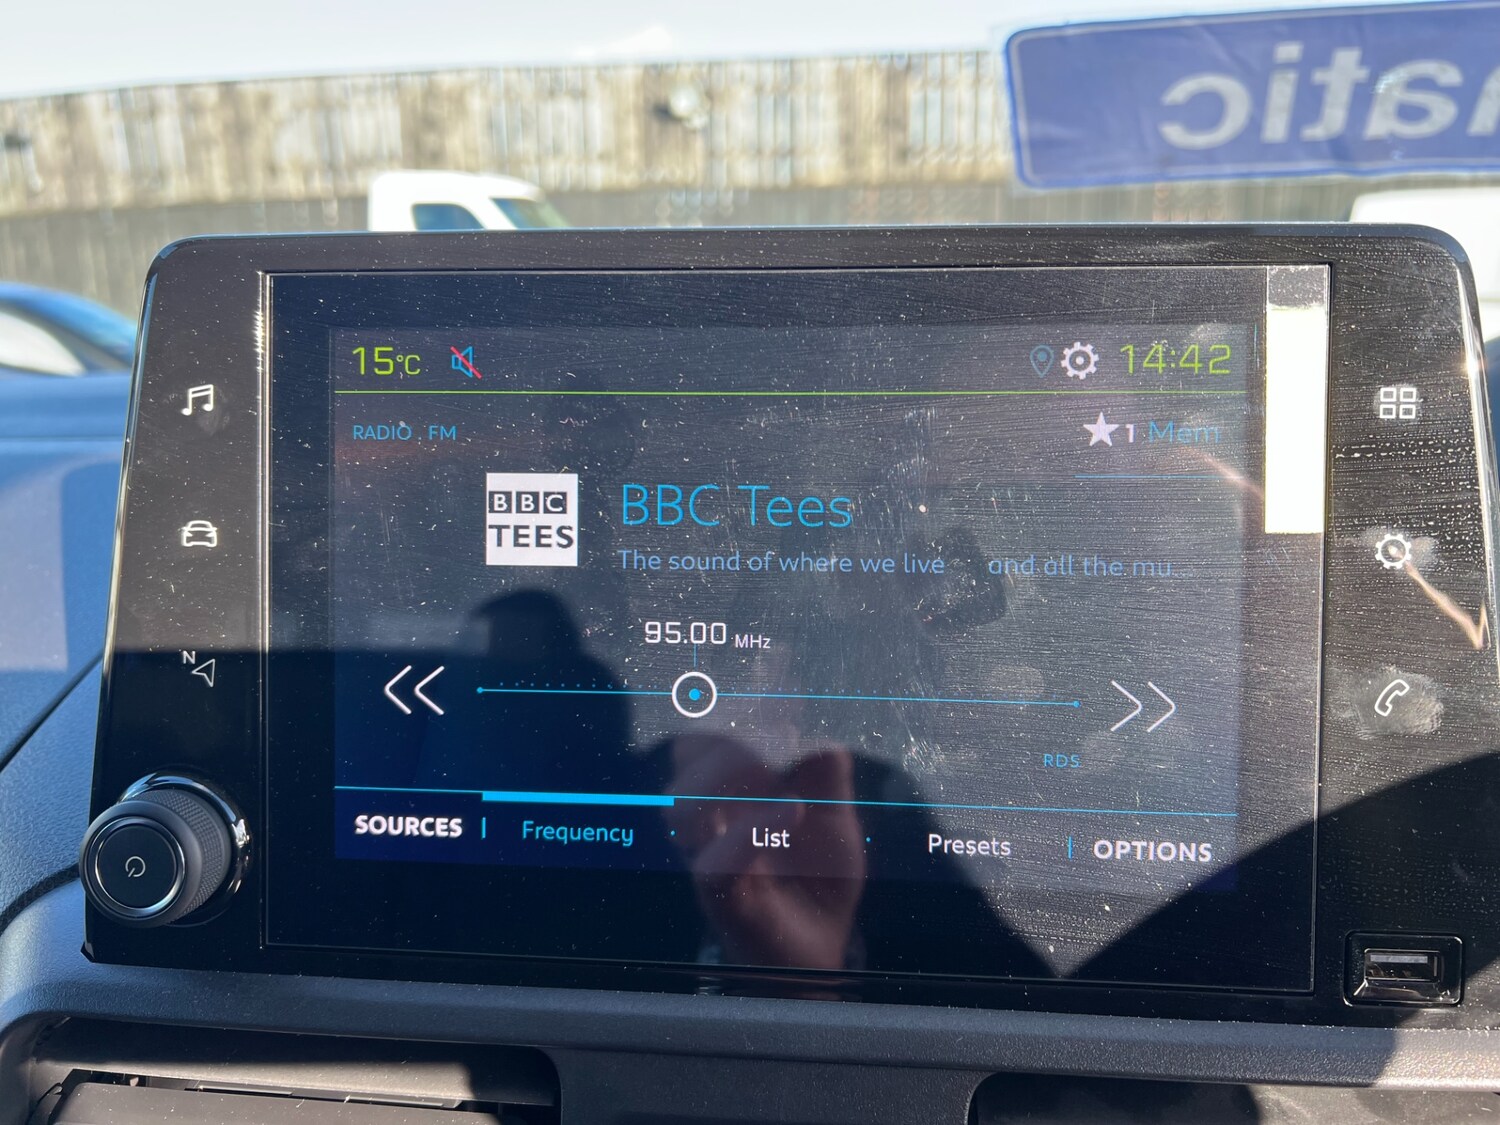 atic
15°C
14:42
RADIO FM
1 Mem
BBC
TEES
BBC Tees
The sound of where we live and all the mu...
95.00 MHz
RDS
SOURCES Frequency List Presets OPTIONS
N